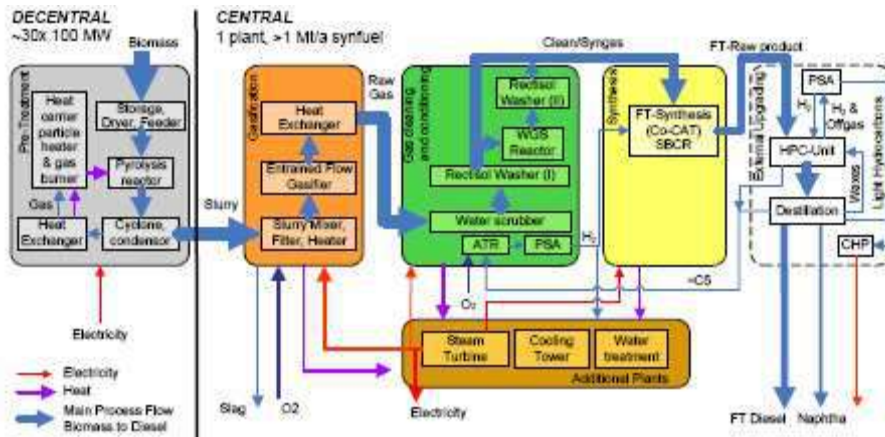 DECENTRAL
~30x 100 MW
Biomass
CENTRAL
1 plant, >1 Mt/a synfuel
Pre-Treatment
Heat
carrier
particle
heater
& gas
burner
Storage,
Dryer, Feeder
Pyrolysis
reactor
Gas
Heat
Exchanger
Cyclone,
condensor
Slurry
Electricity
Gasification
Heat
Exchanger
Entrained Flow
Gasifier
Slurry Mixer,
Filter, Heater
Raw
Gas
Gas cleaning
and conditioning
Rectisol
Washer (II)
WGS
Reactor
Rectisol Washer (I)
Water scrubber
ATR
PSA
H₂
O₂
Clean/Syngas
Synthesis
FT-Synthesis
(Co-CAT)
SBCR
FT-Raw product
External Upgrading
PSA
H₂
H₂ &
Offgas
HPC-Unit
Waxes
Destillation
Light Hydrocarbons
CHP
Steam
Turbine
Cooling
Tower
Water
treatment
Additional Plants
Electricity
Heat
Main Process Flow
Biomass to Diesel
Slag
O2
Electricity
FT Diesel
Naphtha